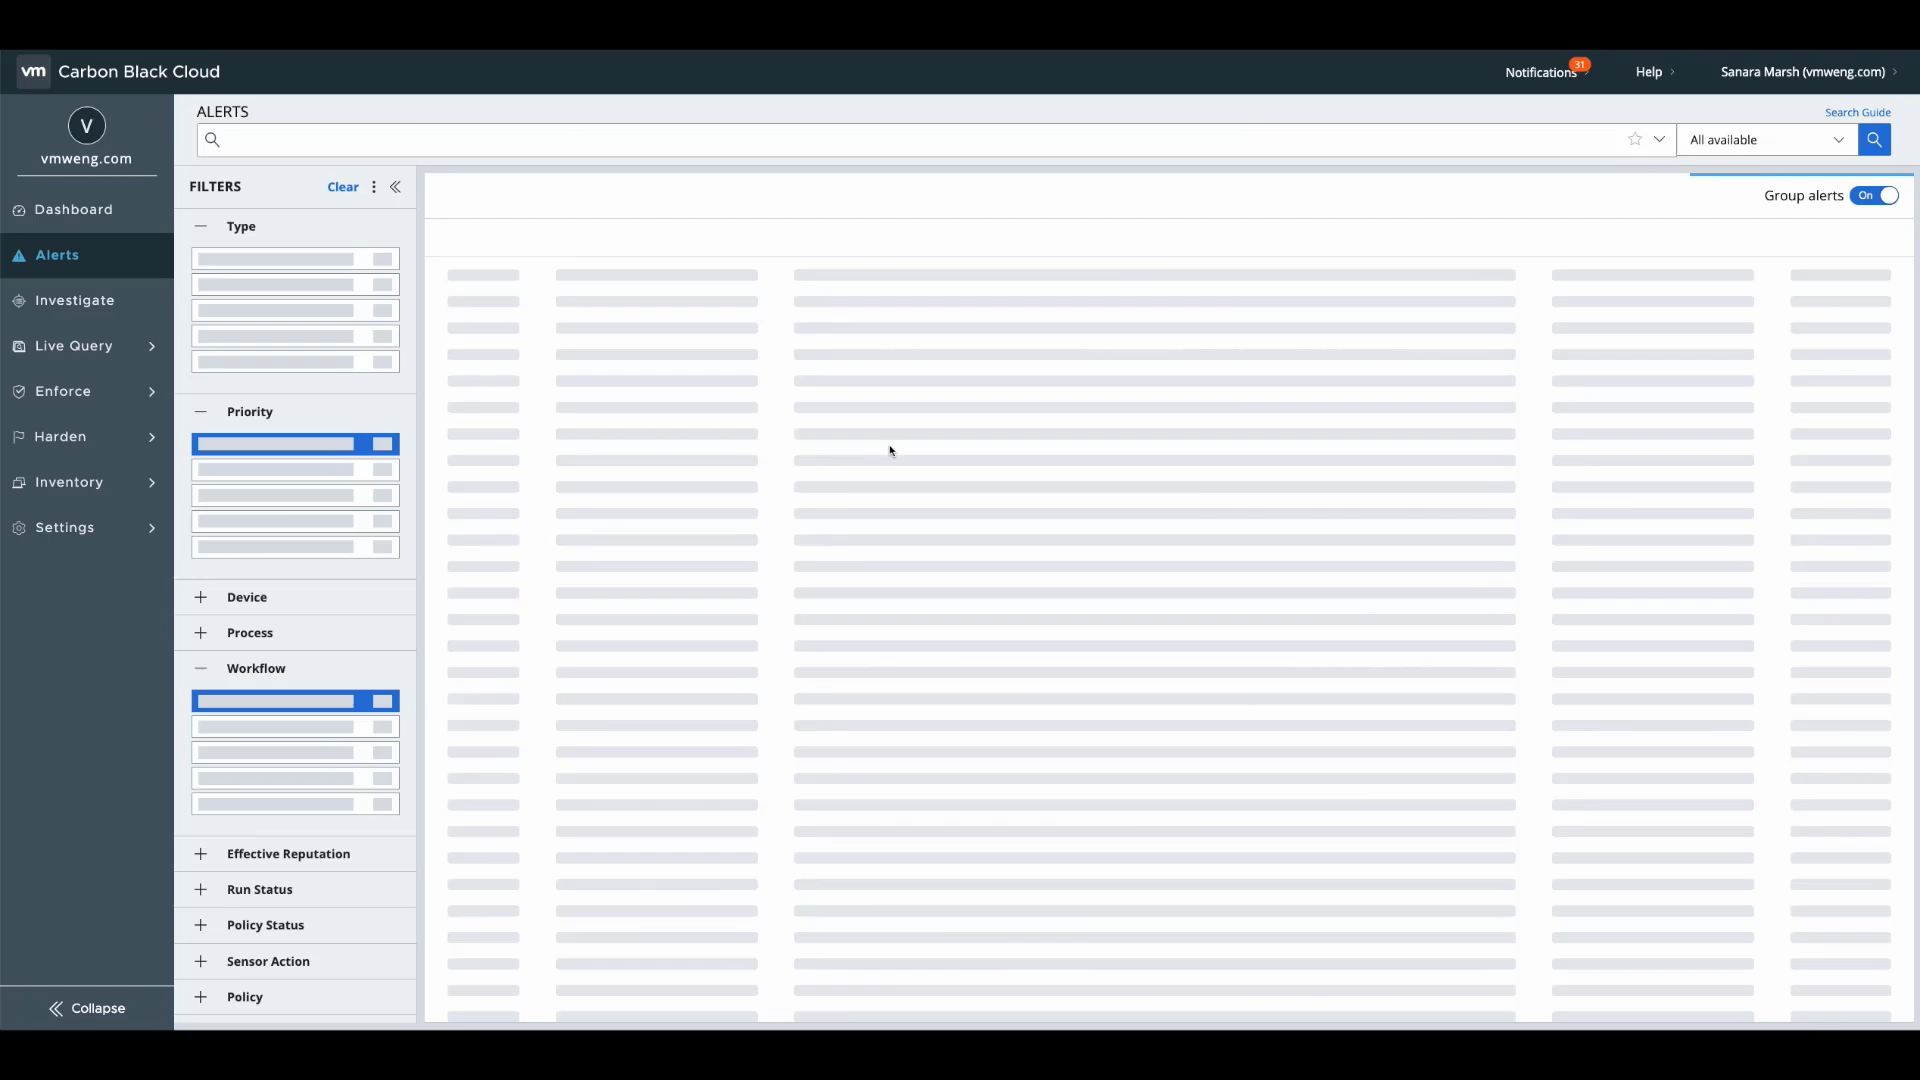 vm Carbon Black Cloud
Notifications 31
Help
Sanara Marsh (vmweng.com)
V
vmweng.com
Dashboard
Alerts
Investigate
Live Query
Enforce
Harden
Inventory
Settings
Collapse
ALERTS
Search Guide
All available
FILTERS
Clear
Group alerts On
Type
Priority
Device
Process
Workflow
Effective Reputation
Run Status
Policy Status
Sensor Action
Policy